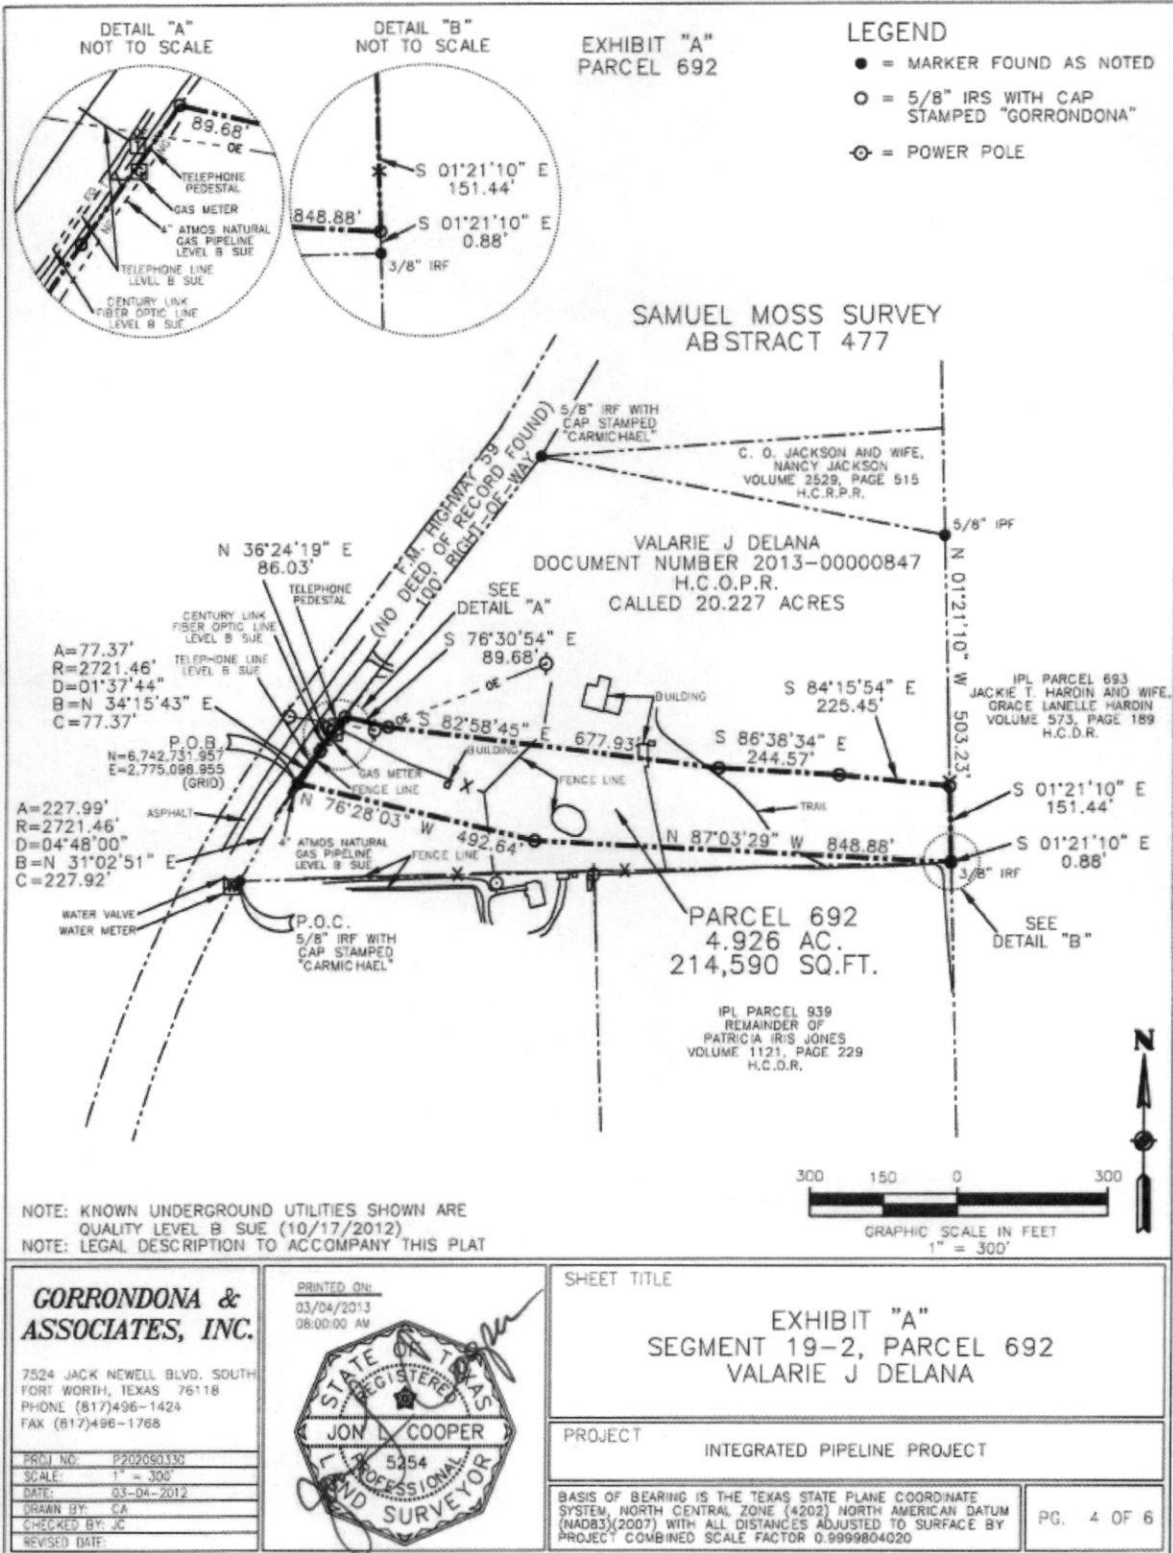 DETAIL "A"
NOT TO SCALE
89.68'
OE
NG
FO
NG
TELEPHONE
PEDESTAL
GAS METER
4" ATMOS NATURAL
GAS PIPELINE
LEVEL B SUE
TELEPHONE LINE
LEVEL B SUE
CENTURY LINK
FIBER OPTIC LINE
LEVEL B SUE
DETAIL "B"
NOT TO SCALE
S 01°21'10" E
151.44'
848.88'
S 01°21'10" E
0.88'
3/8" IRF
EXHIBIT "A"
PARCEL 692
LEGEND
= MARKER FOUND AS NOTED
= 5/8" IRS WITH CAP
STAMPED "GORRONDONA"
= POWER POLE
SAMUEL MOSS SURVEY
ABSTRACT 477
5/8" IRF WITH
CAP STAMPED
"CARMICHAEL"
F.M. HIGHWAY 59
(NO DEED OF RECORD FOUND)
100' RIGHT-OF-WAY
C. O. JACKSON AND WIFE,
NANCY JACKSON
VOLUME 2529, PAGE 515
H.C.R.P.R.
5/8" IPF
VALARIE J DELANA
DOCUMENT NUMBER 2013-00000847
H.C.O.P.R.
CALLED 20.227 ACRES
N 01°21'10" W 503.23'
N 36°24'19" E
86.03'
TELEPHONE
PEDESTAL
CENTURY LINK
FIBER OPTIC LINE
LEVEL B SUE
TELEPHONE LINE
LEVEL B SUE
SEE
DETAIL "A"
S 76°30'54" E
89.68'
A=77.37'
R=2721.46'
D=01°37'44"
B=N 34°15'43" E
C=77.37'
OE
OE
BUILDING
S 84°15'54" E
225.45'
IPL PARCEL 693
JACKIE T. HARDIN AND WIFE,
GRACE LANELLE HARDIN
VOLUME 573, PAGE 189
H.C.D.R.
S 82°58'45" E 677.93'
S 86°38'34" E
244.57'
P.O.B.
N=6,742,731.957
E=2,775,098.955
(GRID)
GAS METER
FENCE LINE
BUILDING
FENCE LINE
TRAIL
S 01°21'10" E
151.44'
A=227.99'
R=2721.46'
D=04°48'00"
B=N 31°02'51" E
C=227.92'
ASPHALT
N 76°28'03" W 492.64'
4" ATMOS NATURAL
GAS PIPELINE
LEVEL B SUE
FENCE LINE
N 87°03'29" W 848.88'
S 01°21'10" E
0.88'
3/8" IRF
SEE
DETAIL "B"
WATER VALVE
WATER METER
P.O.C.
5/8" IRF WITH
CAP STAMPED
"CARMICHAEL"
PARCEL 692
4.926 AC.
214,590 SQ.FT.
IPL PARCEL 939
REMAINDER OF
PATRICIA IRIS JONES
VOLUME 1121, PAGE 229
H.C.D.R.
N
300 150 0 300
GRAPHIC SCALE IN FEET
1" = 300'
NOTE: KNOWN UNDERGROUND UTILITIES SHOWN ARE
QUALITY LEVEL B SUE (10/17/2012)
NOTE: LEGAL DESCRIPTION TO ACCOMPANY THIS PLAT
GORRONDONA &
ASSOCIATES, INC.
7524 JACK NEWELL BLVD. SOUTH
FORT WORTH, TEXAS 76118
PHONE (817)496-1424
FAX (817)496-1768
PROJ NO: P202090330
SCALE: 1" = 300'
DATE: 03-04-2012
DRAWN BY: CA
CHECKED BY: JC
REVISED DATE:
PRINTED ON:
03/04/2013
08:00:00 AM
STATE OF TEXAS
REGISTERED
JON L. COOPER
5254
PROFESSIONAL
LAND SURVEYOR
SHEET TITLE
EXHIBIT "A"
SEGMENT 19-2, PARCEL 692
VALARIE J DELANA
PROJECT
INTEGRATED PIPELINE PROJECT
BASIS OF BEARING IS THE TEXAS STATE PLANE COORDINATE
SYSTEM, NORTH CENTRAL ZONE (4202) NORTH AMERICAN DATUM
(NAD83)(2007) WITH ALL DISTANCES ADJUSTED TO SURFACE BY
PROJECT COMBINED SCALE FACTOR 0.9999804020
PG. 4 OF 6